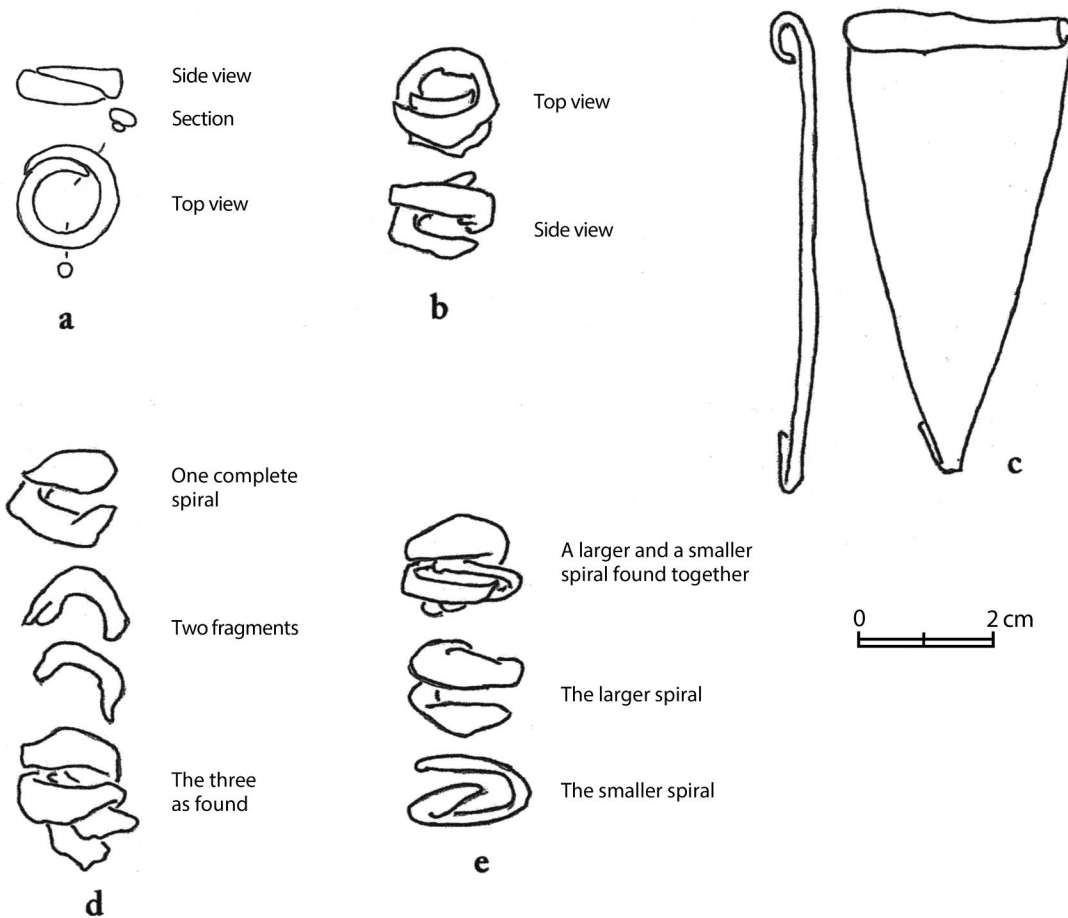 Side view
Section
Top view
a
Top view
Side view
b
c
One complete
spiral
Two fragments
The three
as found
d
A larger and a smaller
spiral found together
The larger spiral
The smaller spiral
e
0 2 cm